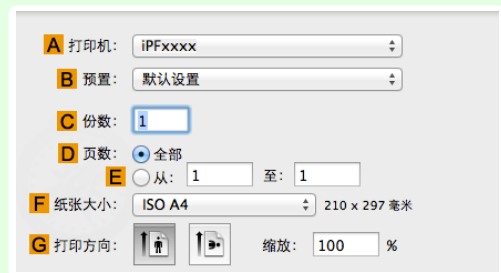 A 打印机: iPFxxxx
B 预置: 默认设置
C 份数: 1
D 页数: 全部
E 从: 1 至: 1
F 纸张大小: ISO A4 210 x 297 毫米
G 打印方向: 缩放: 100 %